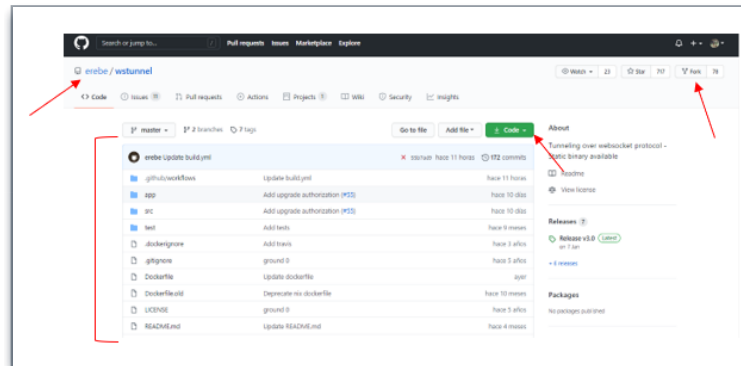 Search or jump to... / Pull requests Issues Marketplace Explore
erebe / wstunnel Watch 23 Star 717 Fork 78
Code Issues Pull requests Actions Projects Wiki Security Insights
master 2 branches 7 tags Go to file Add file Code
erebe Update build.yml hace 11 horas 172 commits
.github/workflows Update build.yml hace 11 horas
app Add upgrade authorization (#55) hace 10 días
src Add upgrade authorization (#55) hace 10 días
test Add tests hace 9 meses
.dockerignore Add travis hace 3 años
.gitignore ground 0 hace 5 años
Dockerfile Update dockerfile ayer
Dockerfile.old Deprecate nix dockerfile hace 10 meses
LICENSE ground 0 hace 5 años
README.md Update README.md hace 4 meses
About
Tunneling over websocket protocol -
Static binary available
Readme
View license
Releases 7
Release v3.0 Latest
on 7 Jan
+ 6 releases
Packages
No packages published